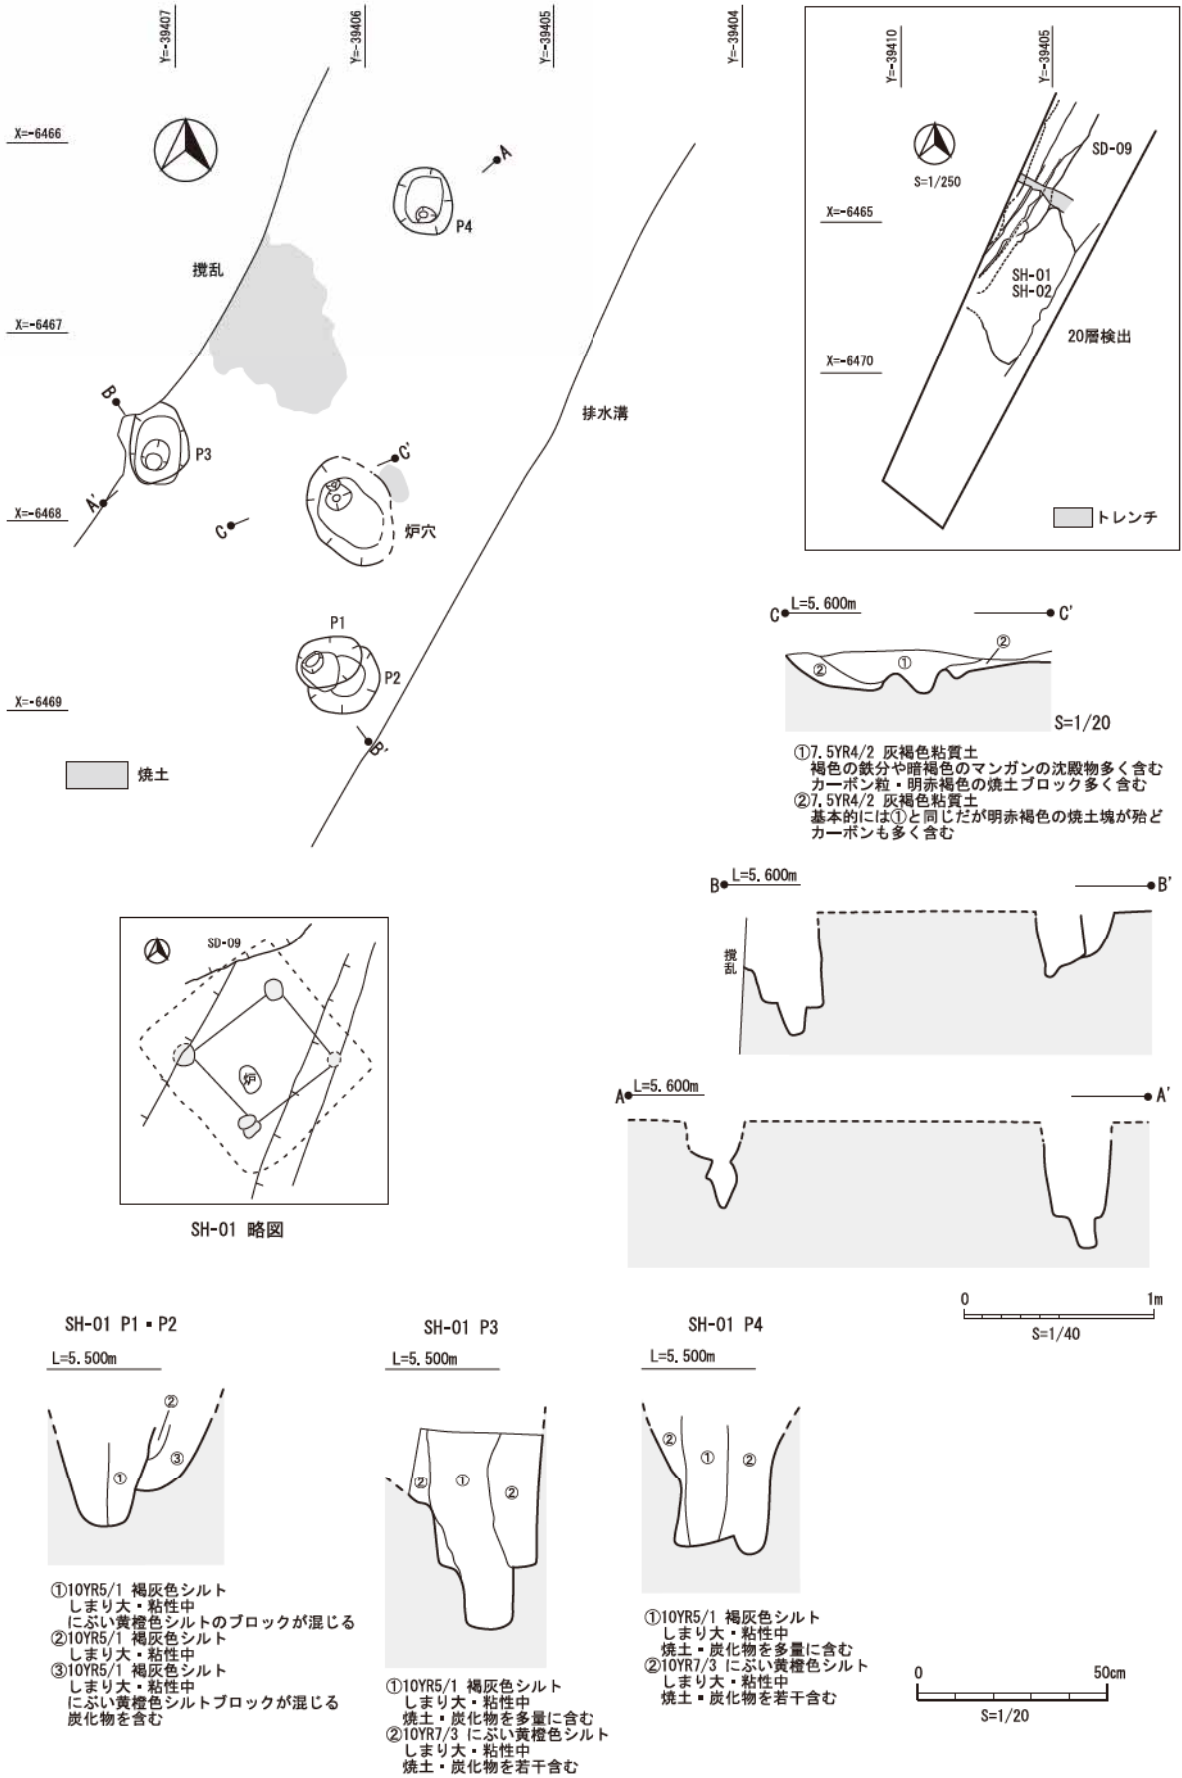 Y=-39407
Y=-39406
Y=-39405
Y=-39404
X=-6466
X=-6467
X=-6468
X=-6469
A
P4
攪乱
B
P3
A'
C'
C
炉穴
排水溝
P1
P2
B'
焼土
Y=-39410
Y=-39405
S=1/250
SD-09
X=-6465
SH-01
SH-02
20層検出
X=-6470
トレンチ
C
L=5.600m
C'
②
①
②
S=1/20
①7.5YR4/2 灰褐色粘質土
褐色の鉄分や暗褐色のマンガンの沈殿物多く含む
カーボン粒・明赤褐色の焼土ブロック多く含む
②7.5YR4/2 灰褐色粘質土
基本的には①と同じだが明赤褐色の焼土塊が殆ど
カーボンも多く含む
B
L=5.600m
B'
攪乱
A
L=5.600m
A'
0 1m
S=1/40
SD-09
炉
SH-01 略図
SH-01 P1・P2
L=5.500m
②
③
①
①10YR5/1 褐灰色シルト
しまり大・粘性中
にぶい黄橙色シルトのブロックが混じる
②10YR5/1 褐灰色シルト
しまり大・粘性中
③10YR5/1 褐灰色シルト
しまり大・粘性中
にぶい黄橙色シルトブロックが混じる
炭化物を含む
SH-01 P3
L=5.500m
②
①
②
①10YR5/1 褐灰色シルト
しまり大・粘性中
焼土・炭化物を多量に含む
②10YR7/3 にぶい黄橙色シルト
しまり大・粘性中
焼土・炭化物を若干含む
SH-01 P4
L=5.500m
②
①
②
①10YR5/1 褐灰色シルト
しまり大・粘性中
焼土・炭化物を多量に含む
②10YR7/3 にぶい黄橙色シルト
しまり大・粘性中
焼土・炭化物を若干含む
0 50cm
S=1/20